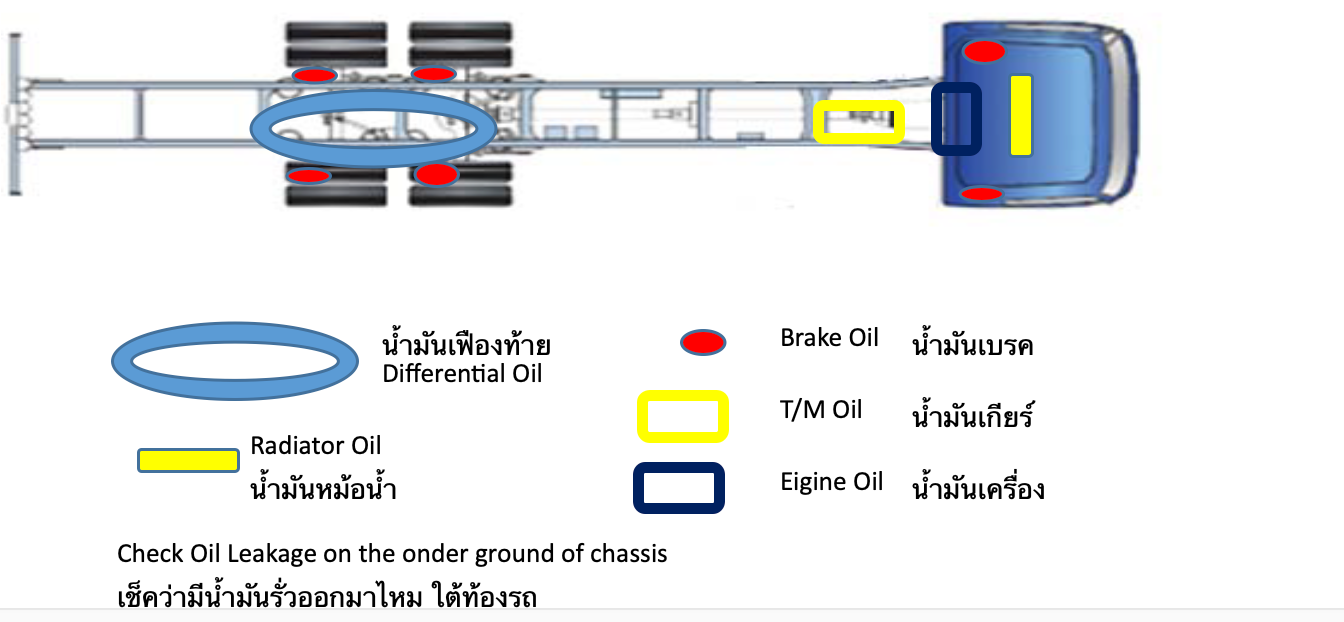 น้ำมันเฟืองท้าย
Differential Oil
Brake Oil น้ำมันเบรค
T/M Oil น้ำมันเกียร์
Radiator Oil
น้ำมันหม้อน้ำ
Eigine Oil น้ำมันเครื่อง
Check Oil Leakage on the onder ground of chassis
เช็คว่ามีน้ำมันรั่วออกมาไหม ใต้ท้องรถ